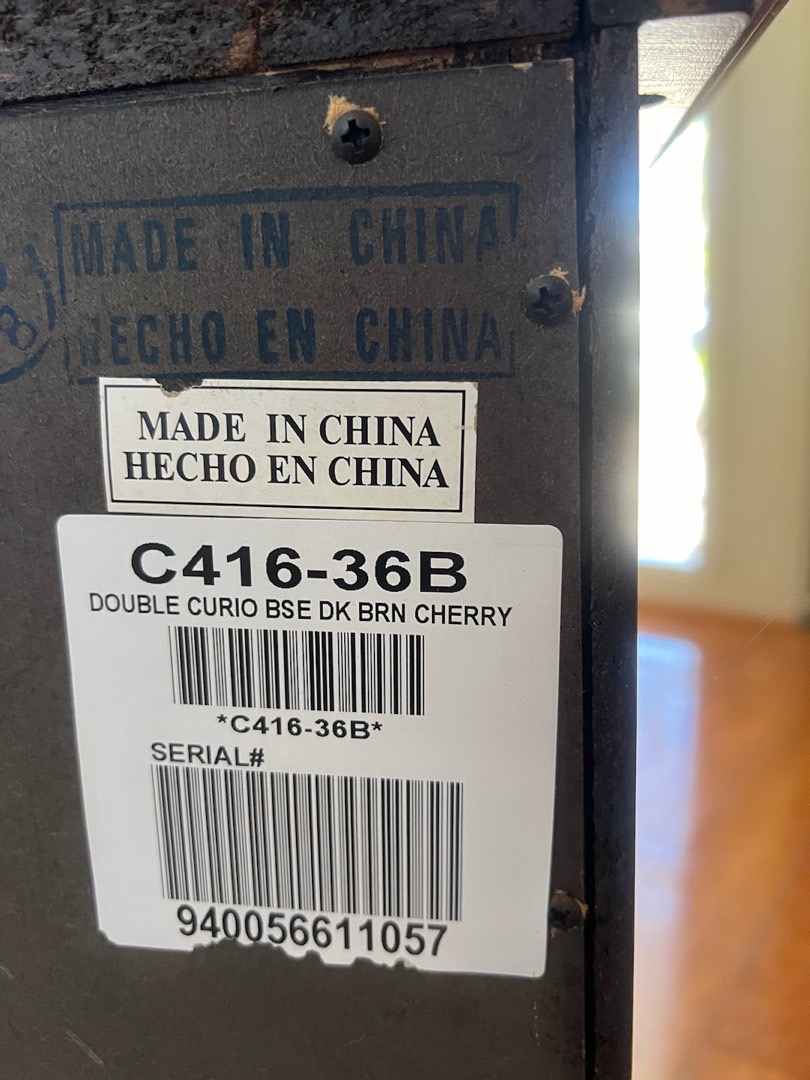 MADE IN CHINA
HECHO EN CHINA
8
MADE IN CHINA
HECHO EN CHINA
C416-36B
DOUBLE CURIO BSE DK BRN CHERRY
*C416-36B*
SERIAL#
940056611057